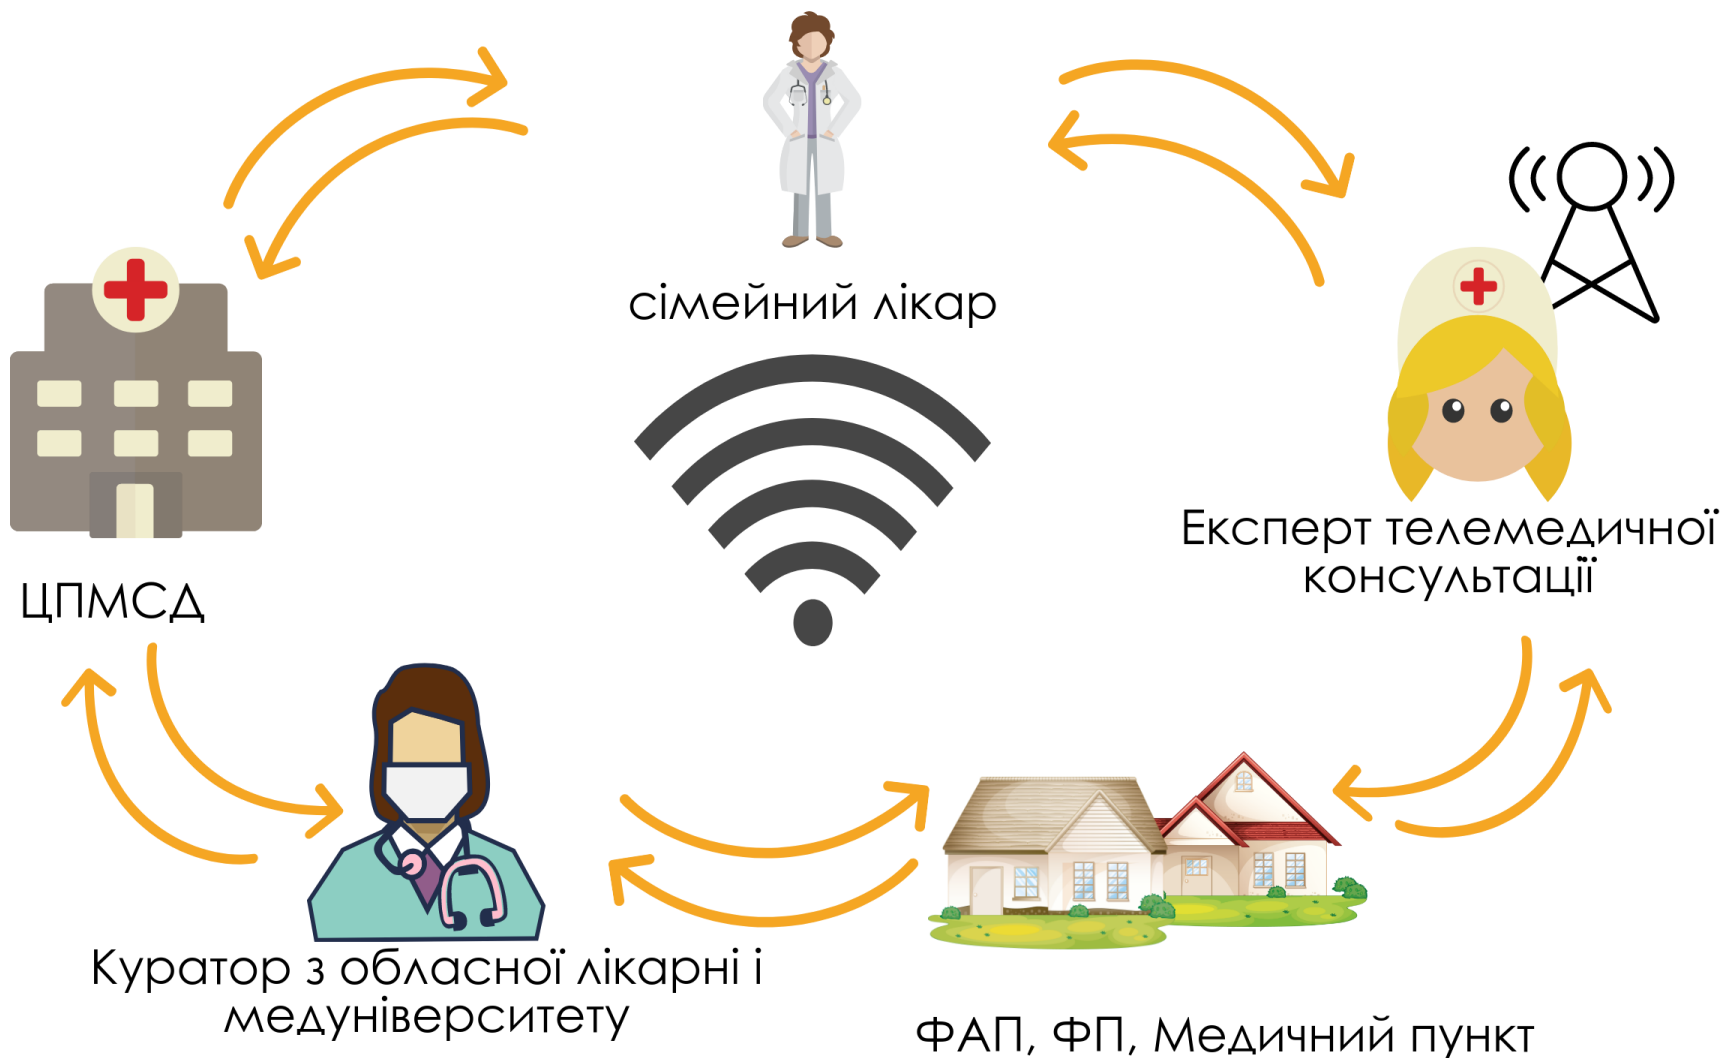 сімейний лікар
Експерт телемедичної
консультації
ЦПМСД
Куратор з обласної лікарні і
медуніверситету
ФАП, ФП, Медичний пункт